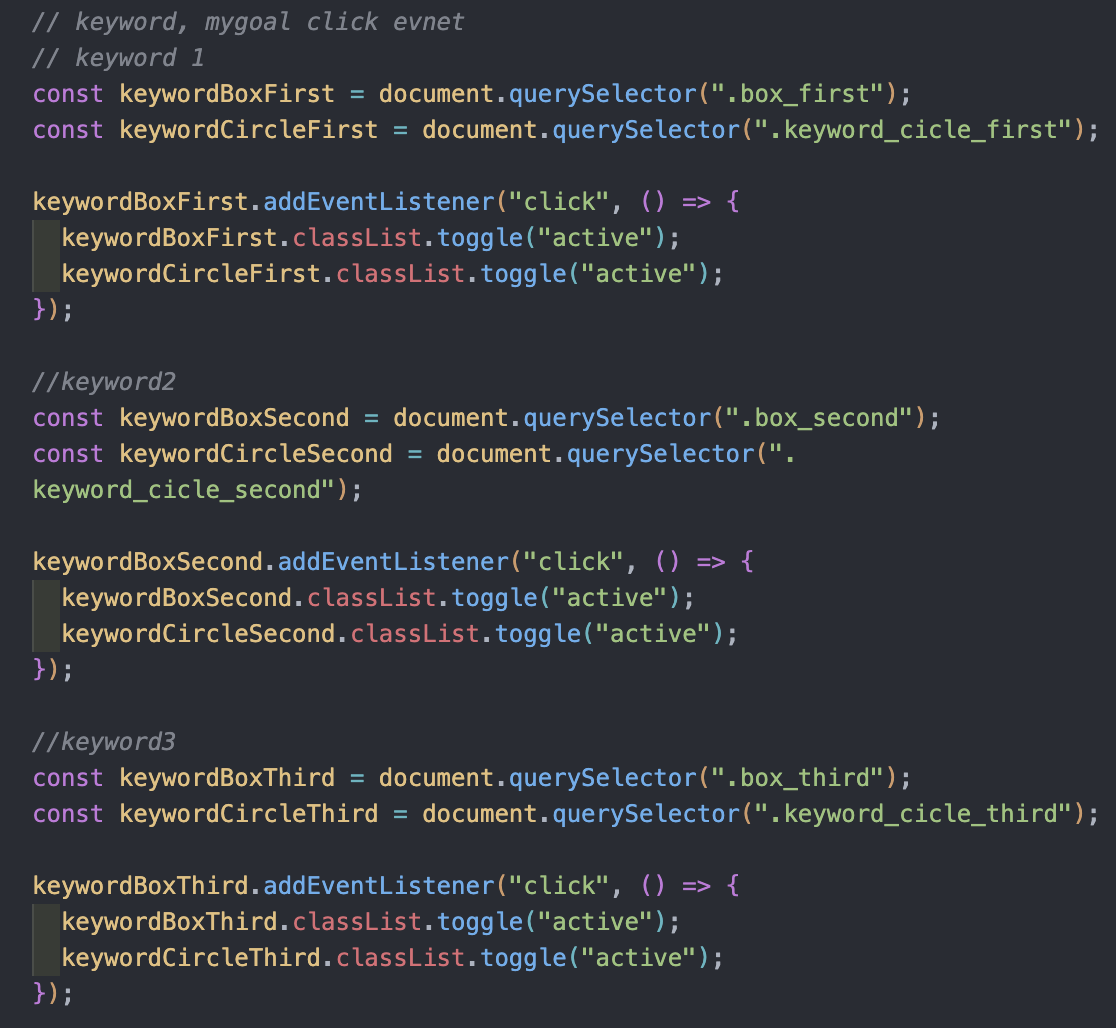 // keyword, mygoal click evnet
// keyword 1
const keywordBoxFirst = document.querySelector(".box_first");
const keywordCircleFirst = document.querySelector(".keyword_cicle_first");

keywordBoxFirst.addEventListener("click", () => {
  keywordBoxFirst.classList.toggle("active");
  keywordCircleFirst.classList.toggle("active");
});

//keyword2
const keywordBoxSecond = document.querySelector(".box_second");
const keywordCircleSecond = document.querySelector(".
keyword_cicle_second");

keywordBoxSecond.addEventListener("click", () => {
  keywordBoxSecond.classList.toggle("active");
  keywordCircleSecond.classList.toggle("active");
});

//keyword3
const keywordBoxThird = document.querySelector(".box_third");
const keywordCircleThird = document.querySelector(".keyword_cicle_third");

keywordBoxThird.addEventListener("click", () => {
  keywordBoxThird.classList.toggle("active");
  keywordCircleThird.classList.toggle("active");
});